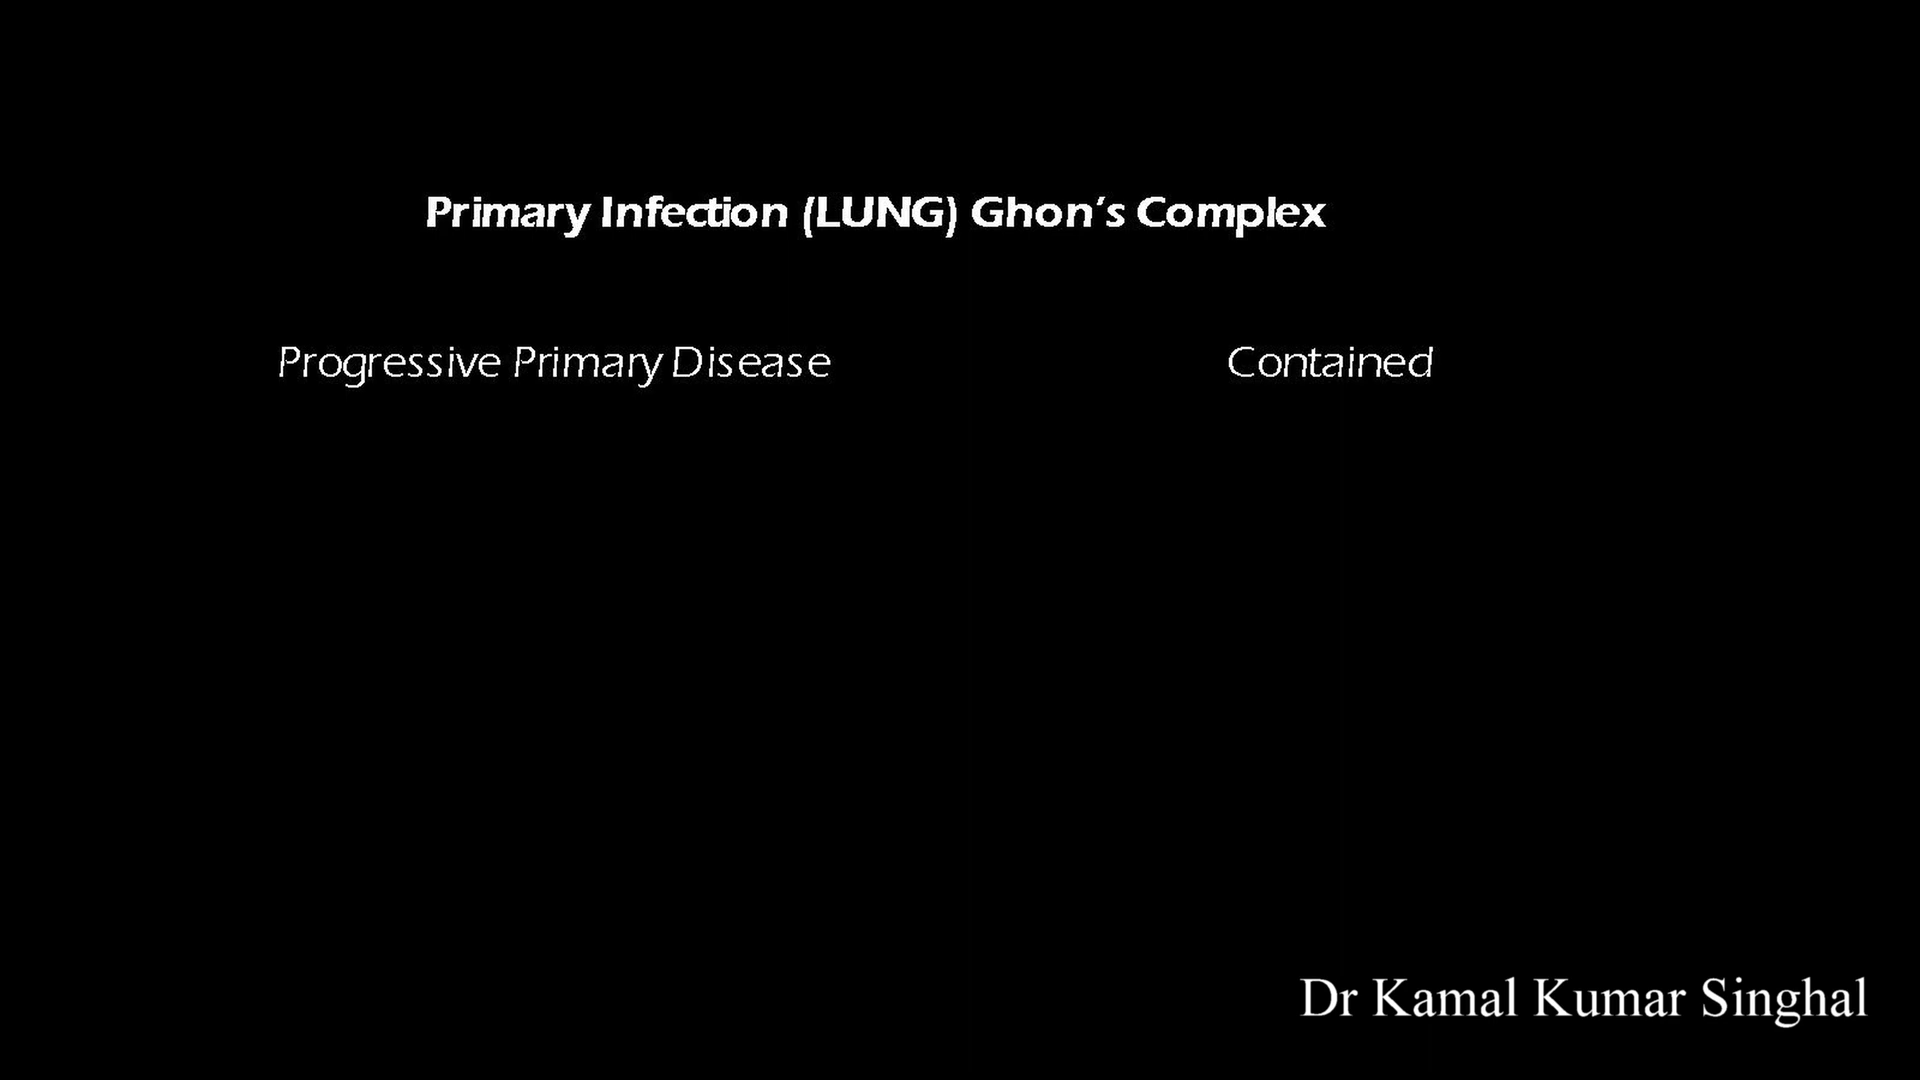 Primary Infection (LUNG) Ghon’s Complex
Progressive Primary Disease
Contained
Dr Kamal Kumar Singhal